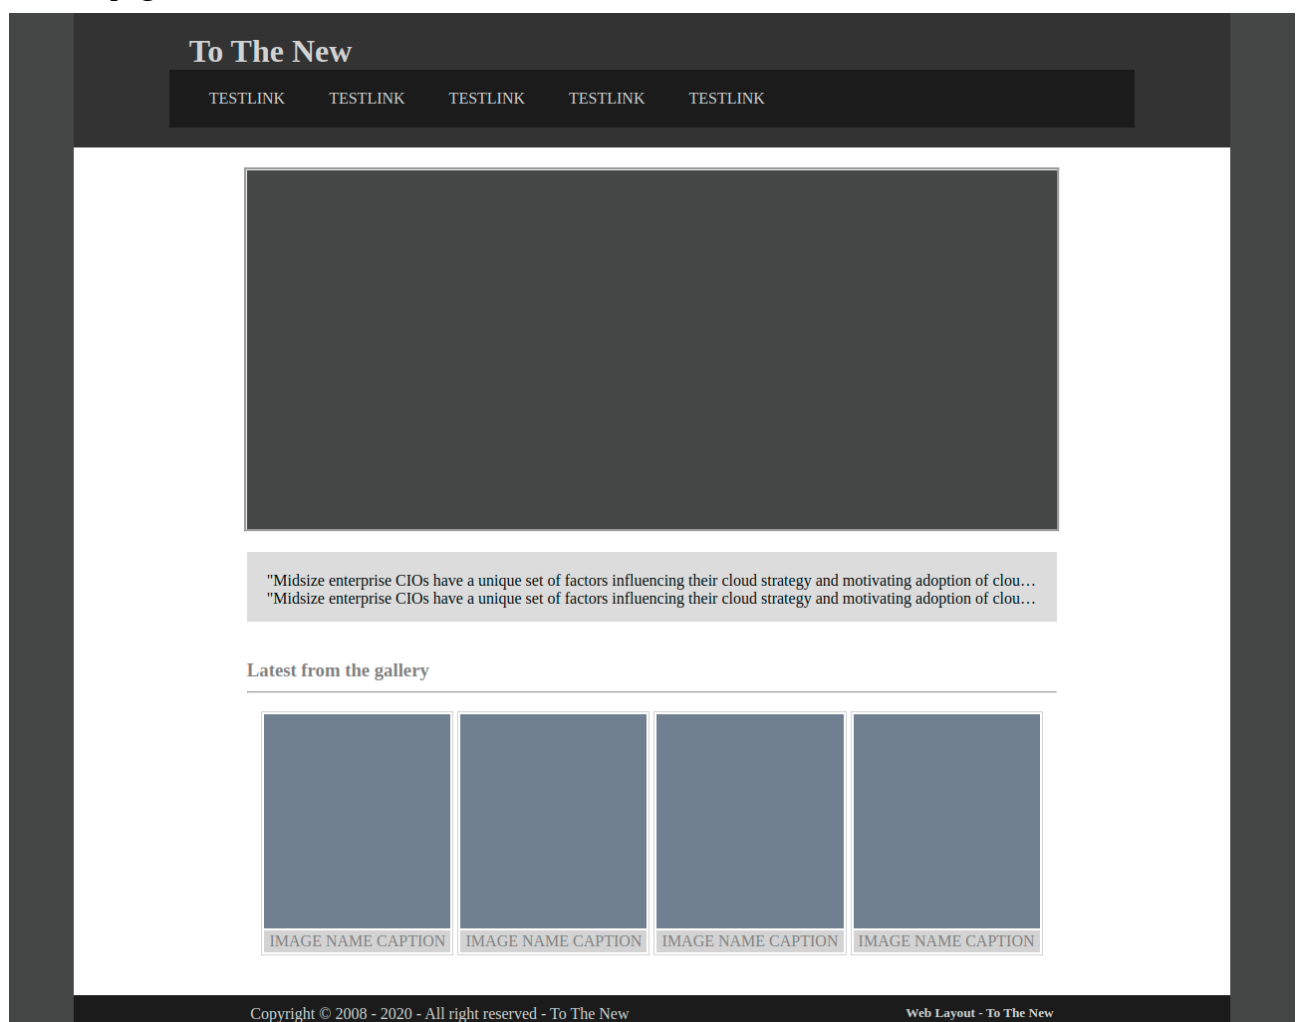 To The New
TESTLINK TESTLINK TESTLINK TESTLINK TESTLINK
"Midsize enterprise CIOs have a unique set of factors influencing their cloud strategy and motivating adoption of clou…
"Midsize enterprise CIOs have a unique set of factors influencing their cloud strategy and motivating adoption of clou…
Latest from the gallery
IMAGE NAME CAPTION IMAGE NAME CAPTION IMAGE NAME CAPTION IMAGE NAME CAPTION
Copyright © 2008 - 2020 - All right reserved - To The New Web Layout - To The New